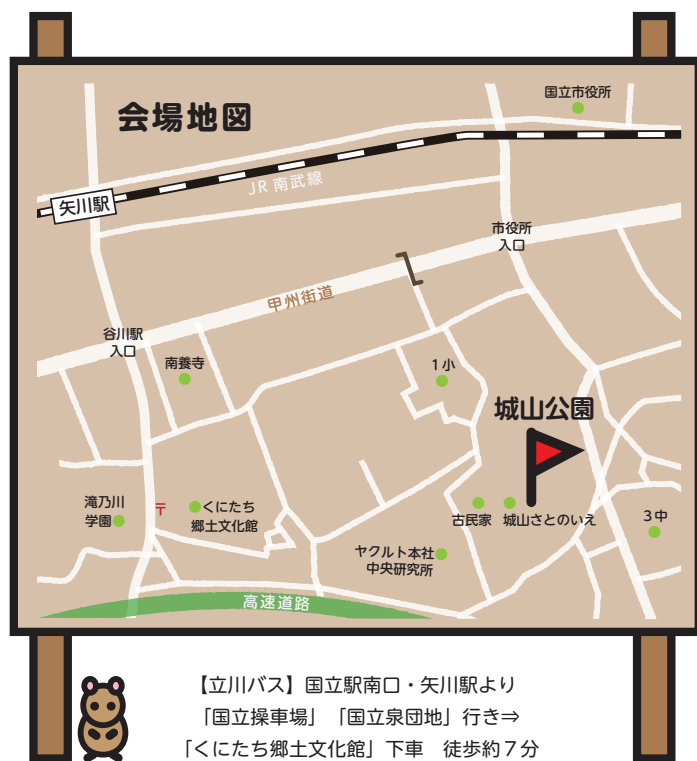 会場地図
国立市役所
JR 南武線
矢川駅
市役所
入口
甲州街道
谷川駅
入口
南養寺
1小
城山公園
滝乃川
学園
〒
くにたち
郷土文化館
古民家
城山さとのいえ
3中
ヤクルト本社
中央研究所
高速道路
【立川バス】国立駅南口・矢川駅より
「国立操車場」「国立泉団地」行き⇒
「くにたち郷土文化館」下車　徒歩約7分